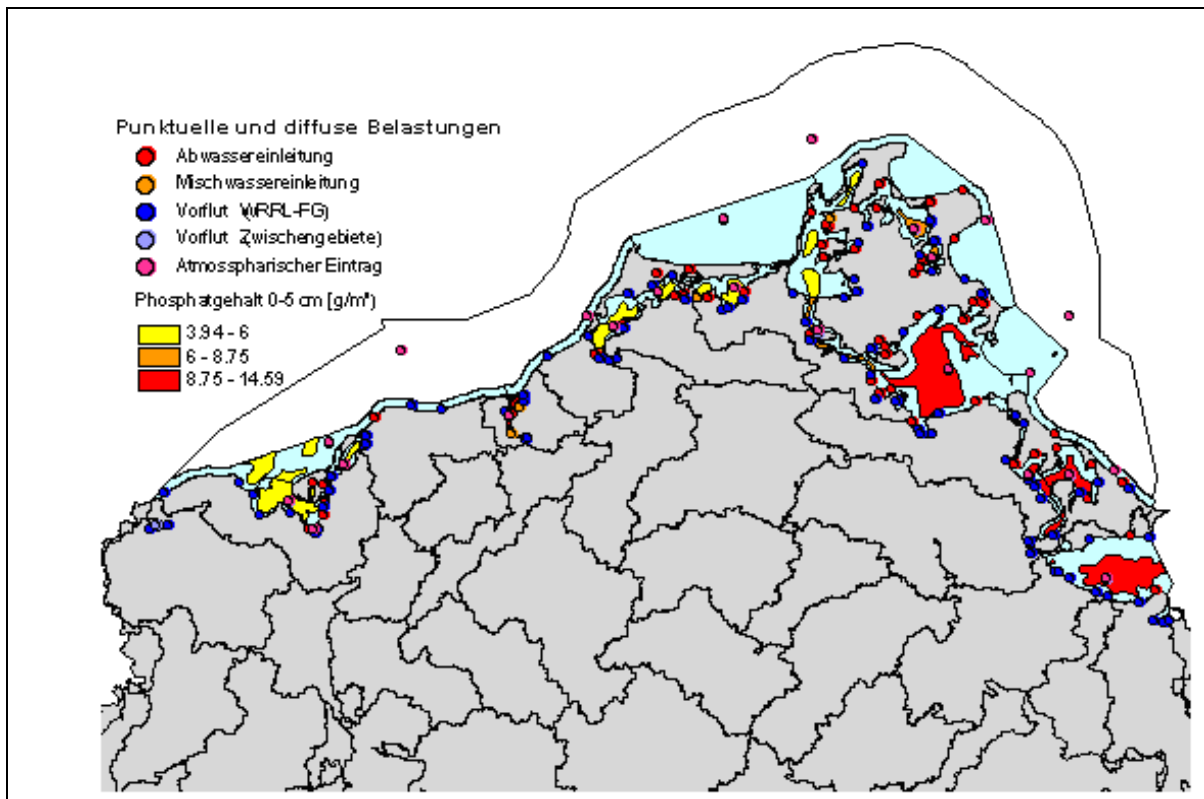 Punktuelle und diffuse Belastungen
Abwassereinleitung
Mischwassereinleitung
Vorflut WRRL-FG)
Vorflut Zwischengebiete)
Atmosspharischer Eintrag
Phosphatgehalt 0-5 cm [g/m²)
3.94 - 6
6 - 8.75
8.75 - 14.59